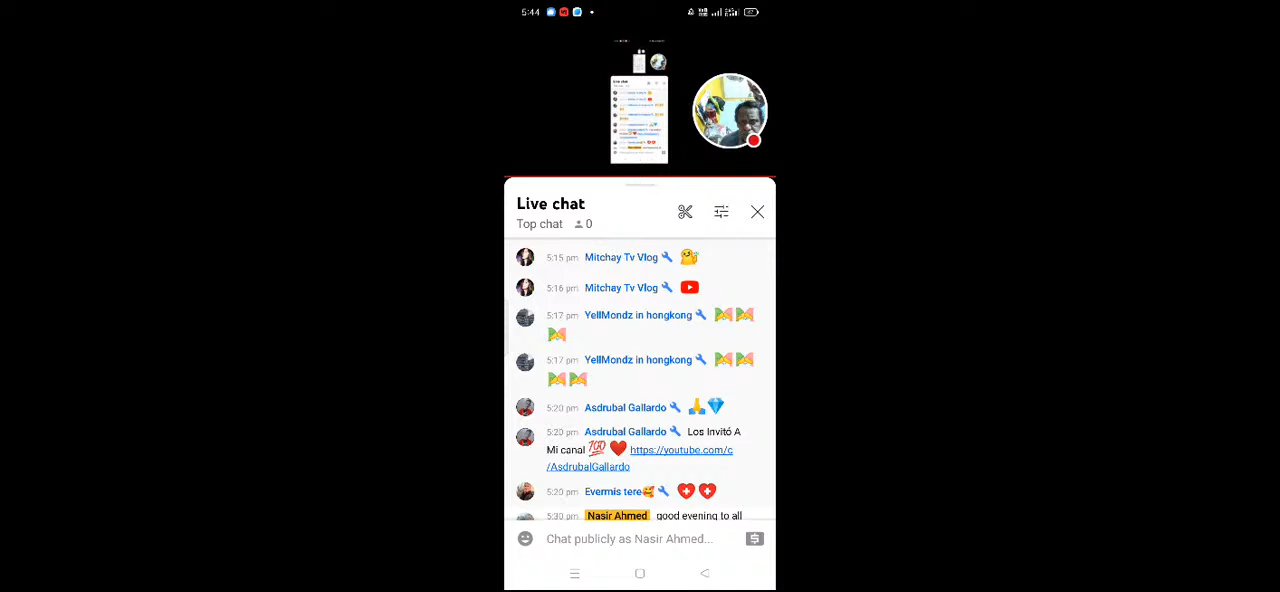 5:44
Live chat
Top chat 0
5:15 pm Mitchay Tv Vlog
5:16 pm Mitchay Tv Vlog
5:17 pm YellMondz in hongkong
5:17 pm YellMondz in hongkong
5:20 pm Asdrubal Gallardo
5:20 pm Asdrubal Gallardo Los Invitó A
Mi canal 💯 ❤️ https://youtube.com/c
/AsdrubalGallardo
5:20 pm Evermis tere
5:30 pm Nasir Ahmed good evening to all
Chat publicly as Nasir Ahmed...